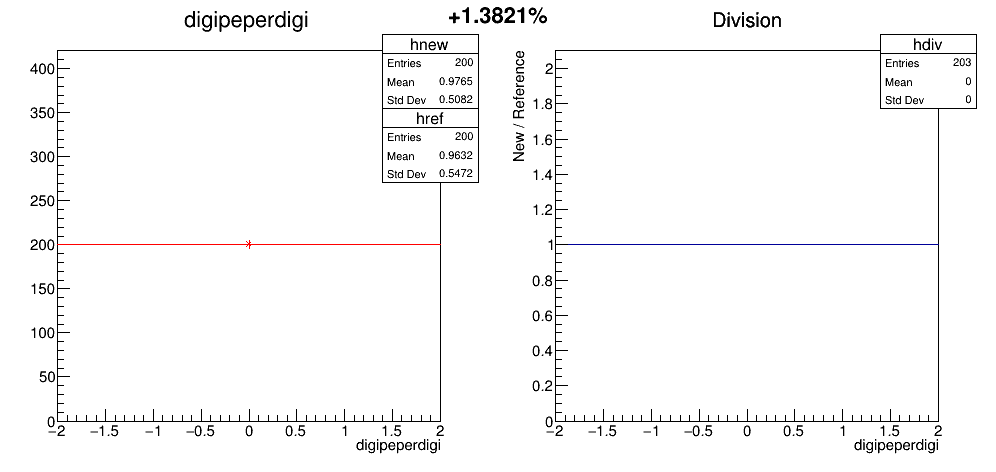 digipeperdigi
+1.3821%
Division
hnew
Entries 200
Mean 0.9765
Std Dev 0.5082
href
Entries 200
Mean 0.9632
Std Dev 0.5472
400
350
300
250
200
150
100
50
0
−2 −1.5 −1 −0.5 0 0.5 1 1.5 2
digipeperdigi
hdiv
Entries 203
Mean 0
Std Dev 0
New / Reference
2
1.8
1.6
1.4
1.2
1
0.8
0.6
0.4
0.2
0
−2 −1.5 −1 −0.5 0 0.5 1 1.5 2
digipeperdigi